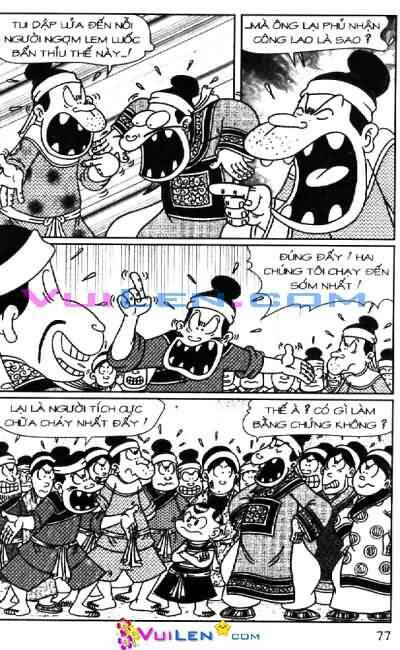 TUI DẬP LỬA ĐẾN NỖI
NGƯỜI NGỢM LEM LUỐC
BẨN THỈU THẾ NÀY...!
...MÀ ÔNG LẠI PHỦ NHẬN
CÔNG LAO LÀ SAO ?
ĐÚNG ĐẤY ! HAI
CHÚNG TÔI CHẠY ĐẾN
SỚM NHẤT !
VUILEN.COM
LẠI LÀ NGƯỜI TÍCH CỰC
CHỮA CHÁY NHẤT ĐẤY !
THẾ À ? CÓ GÌ LÀM
BẰNG CHỨNG KHÔNG ?
77
VUILEN.COM